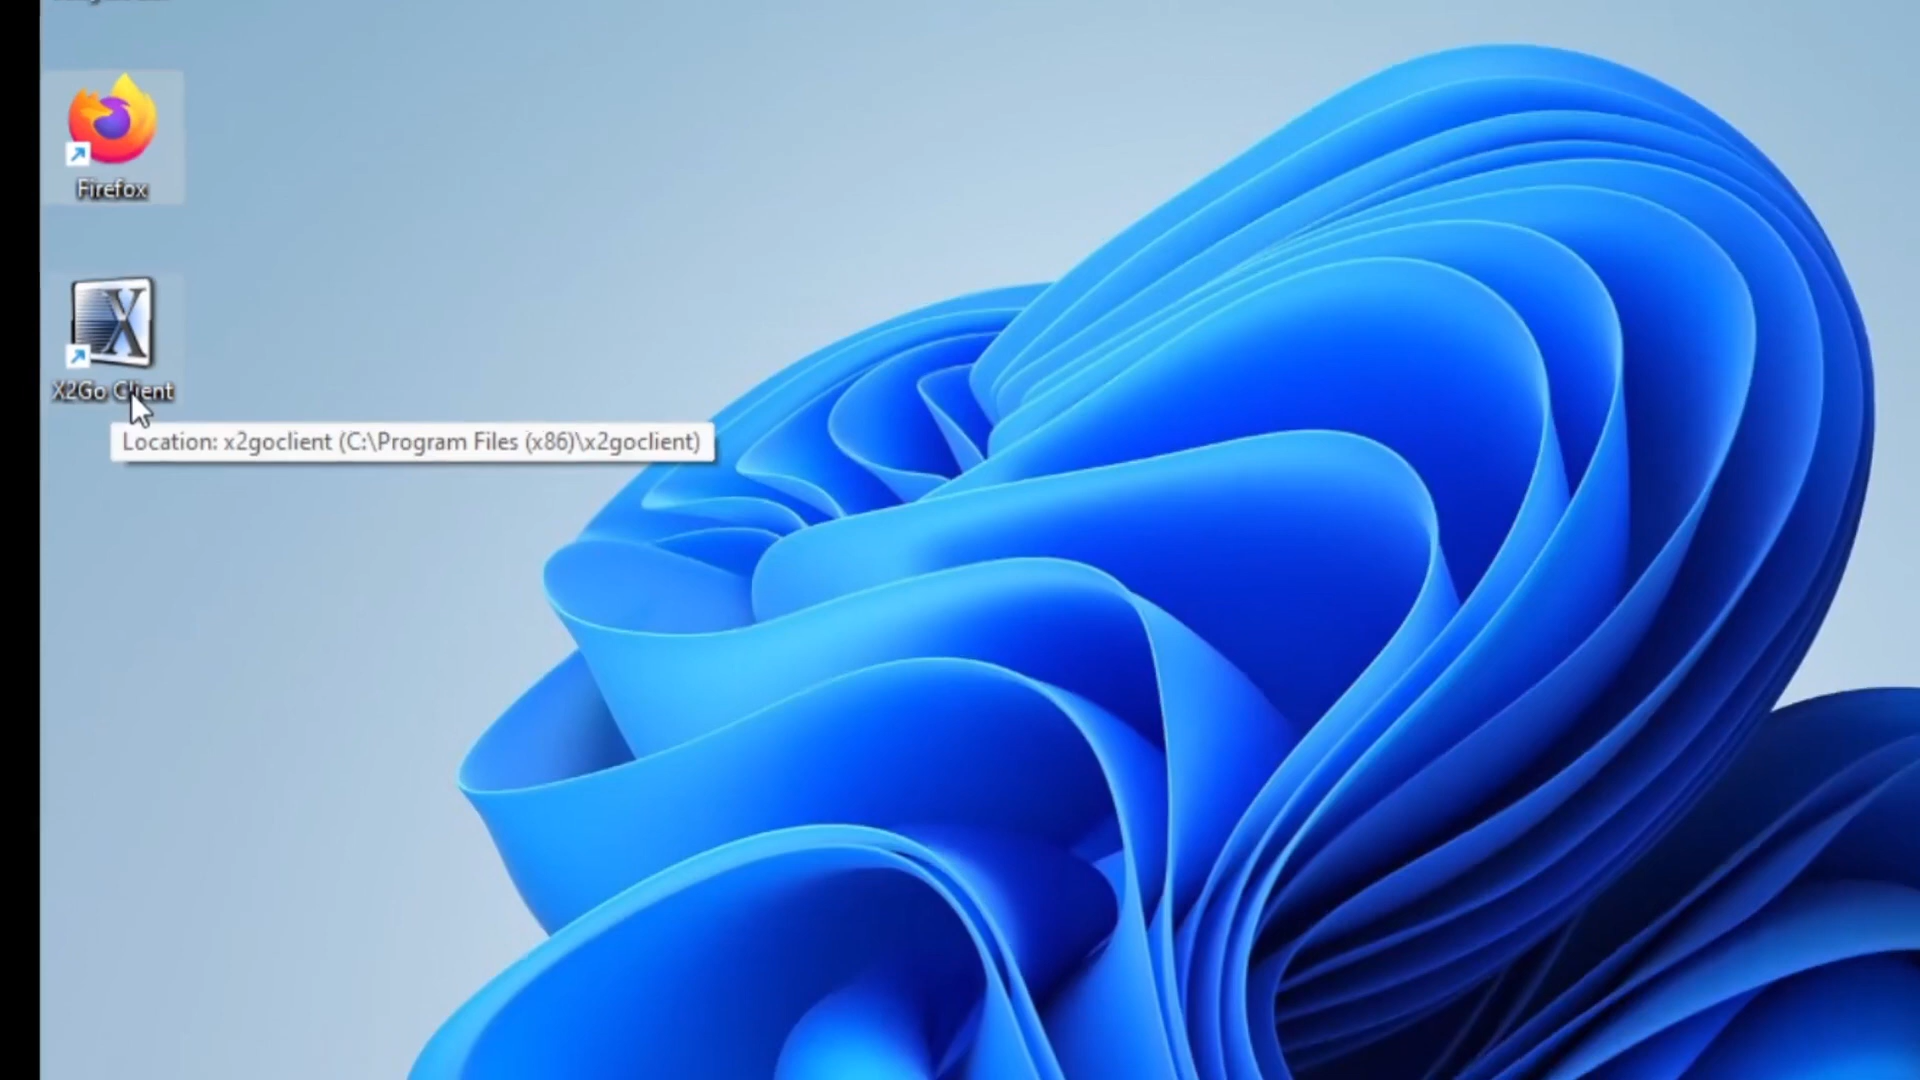 Firefox
X2Go Client
Location: x2goclient (C:\Program Files (x86)\x2goclient)